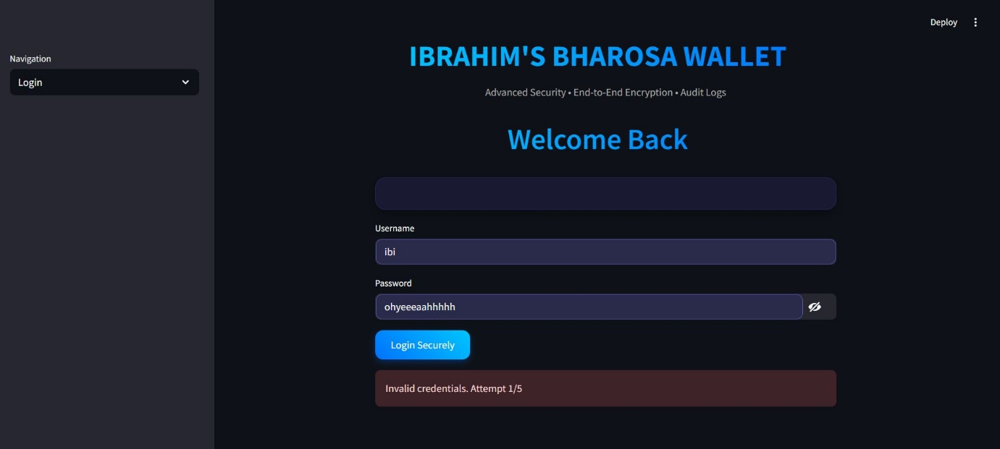 Deploy
Navigation
Login
IBRAHIM'S BHAROSA WALLET
Advanced Security • End-to-End Encryption • Audit Logs
Welcome Back
Username
ibi
Password
ohyeeeaahhhhh
Login Securely
Invalid credentials. Attempt 1/5